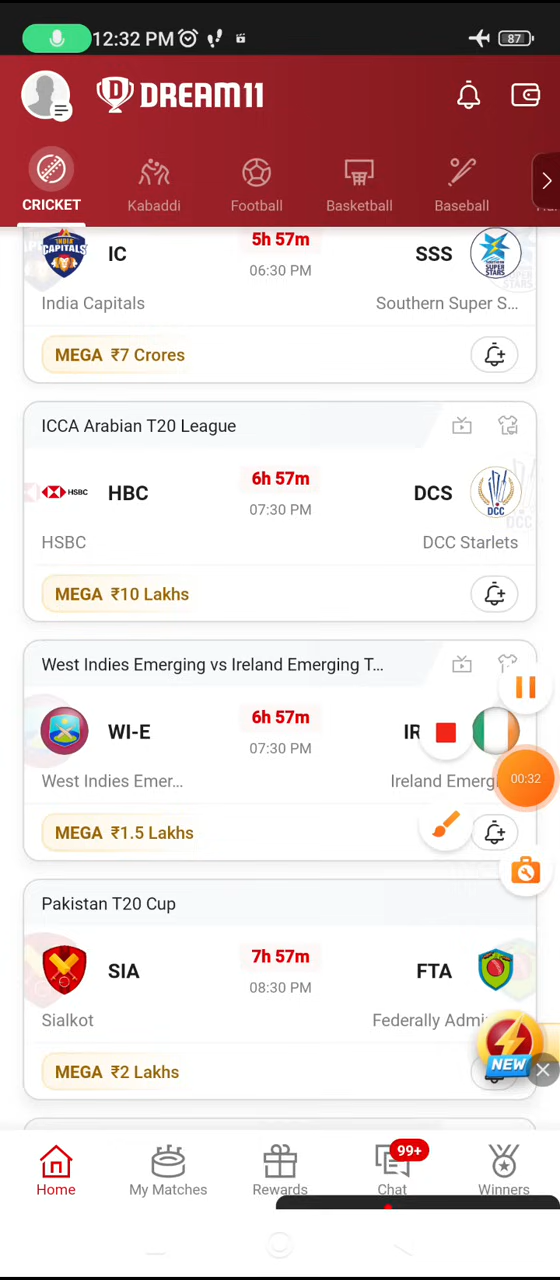 12:32 PM
87
DREAM11
CRICKET
Kabaddi
Football
Basketball
Baseball
IC
5h 57m
SSS
06:30 PM
India Capitals
Southern Super S...
MEGA ₹7 Crores
ICCA Arabian T20 League
HBC
6h 57m
DCS
07:30 PM
HSBC
DCC Starlets
MEGA ₹10 Lakhs
West Indies Emerging vs Ireland Emerging T...
WI-E
6h 57m
IR
07:30 PM
West Indies Emer...
Ireland Emerg
00:32
MEGA ₹1.5 Lakhs
Pakistan T20 Cup
SIA
7h 57m
FTA
08:30 PM
Sialkot
Federally Admi
MEGA ₹2 Lakhs
NEW
99+
Home
My Matches
Rewards
Chat
Winners